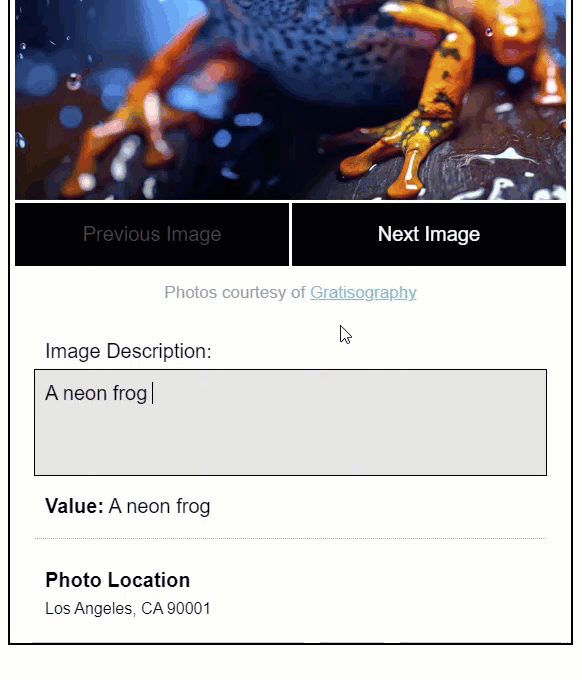 Previous Image
Next Image
Photos courtesy of Gratisography
Image Description:
A neon frog
Value: A neon frog
Photo Location
Los Angeles, CA 90001